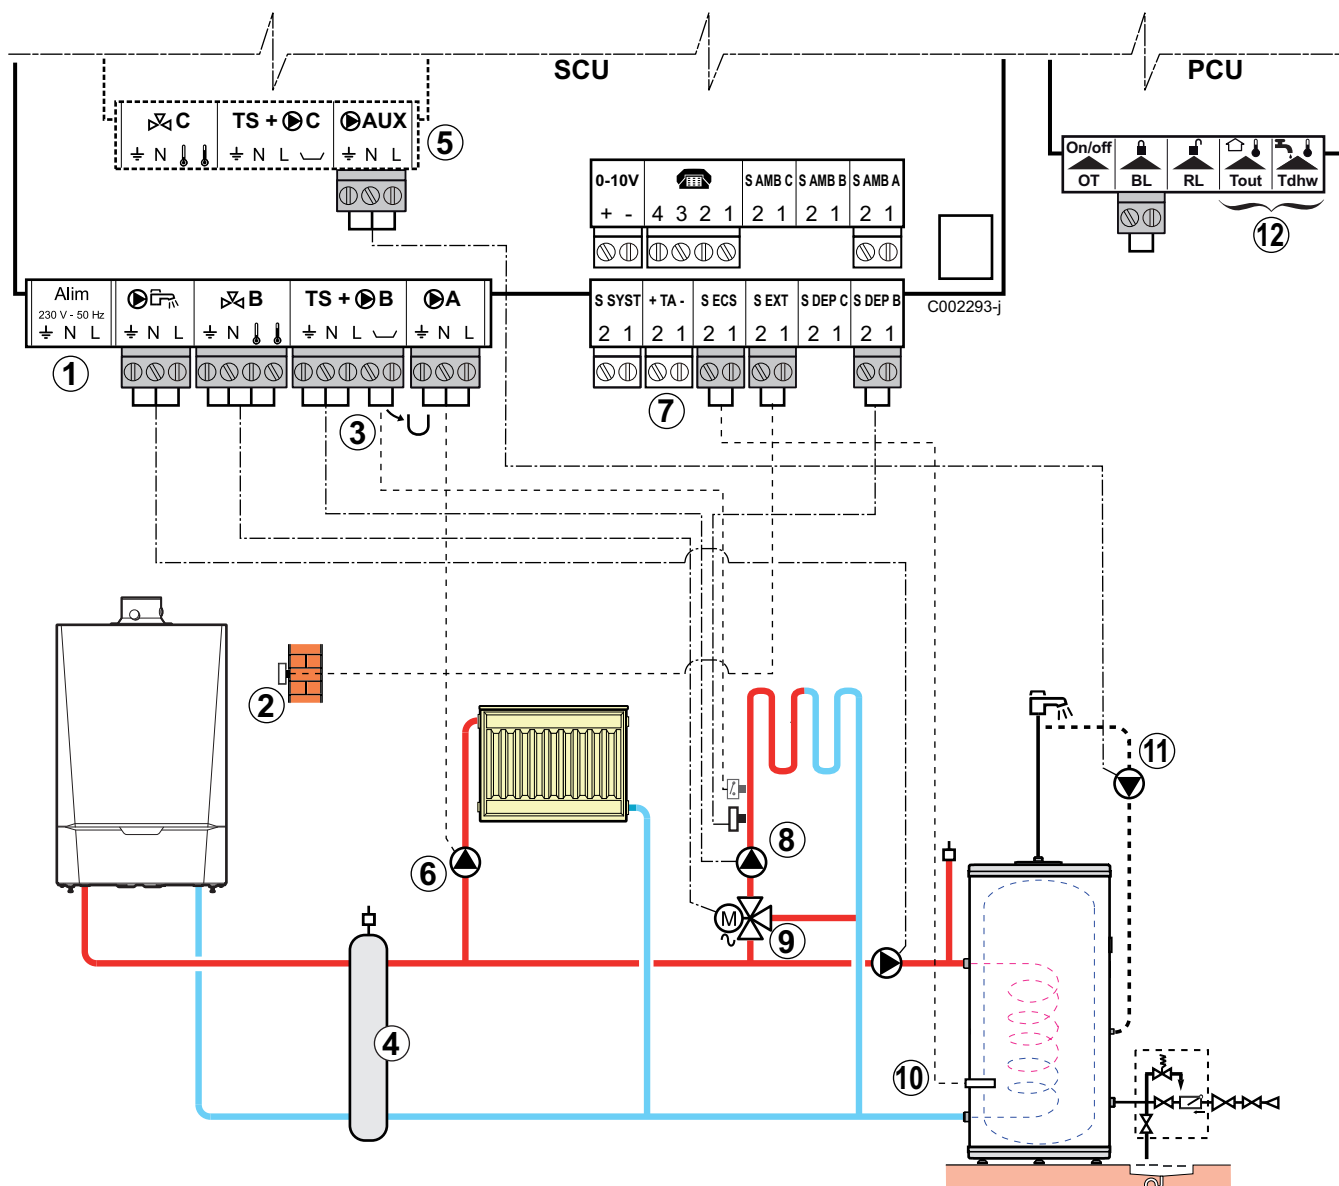 SCU
PCU
C
TS + C
AUX
N
N L
N L
5
0-10V
S AMB C
S AMB B
S AMB A
+ -
4 3 2 1
2 1
2 1
2 1
On/off
OT
BL
RL
Tout
Tdhw
12
C002293-j
Alim
230 V - 50 Hz
N L
N L
B
N
TS + B
N L
A
N L
1
3
S SYST
+ TA -
S ECS
S EXT
S DEP C
S DEP B
2 1
2 1
2 1
2 1
2 1
2 1
7
2
11
8
6
M
9
4
10